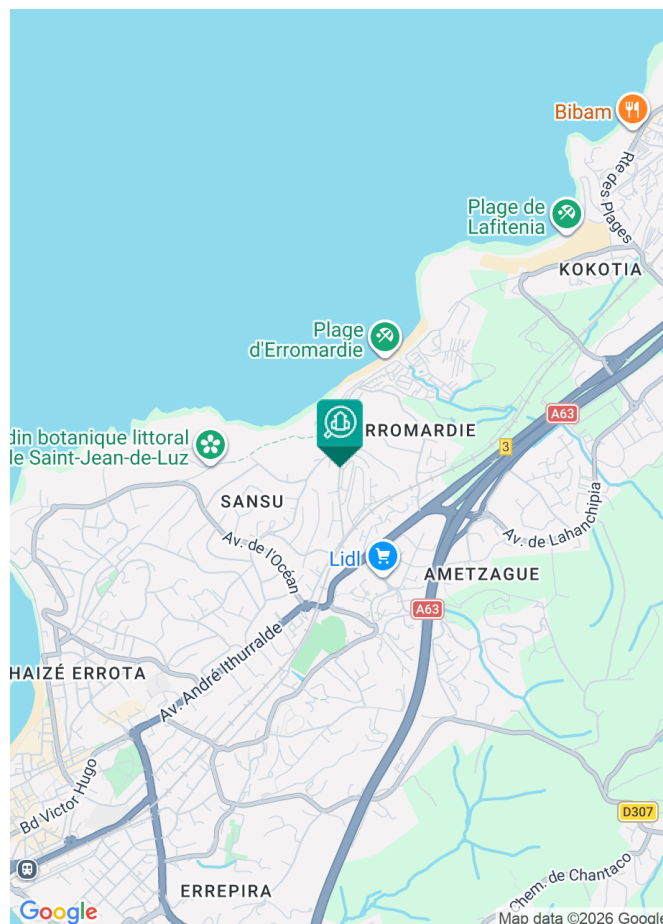 Bibam
Rte des Plages
Plage de
Lafitenia
KOKOTIA
Plage
d'Erromardie
A63
RROMARDIE
din botanique littoral
le Saint-Jean-de-Luz
3
SANSU
Av. de Lahanchipia
Av. de l'Océan
Lidl
AMETZAGUE
A63
HAIZÉ ERROTA
Av. André Ithurralde
Bd Victor Hugo
D307
Chem. de Chantaco
ERREPIRA
Google
Map data ©2026 Google